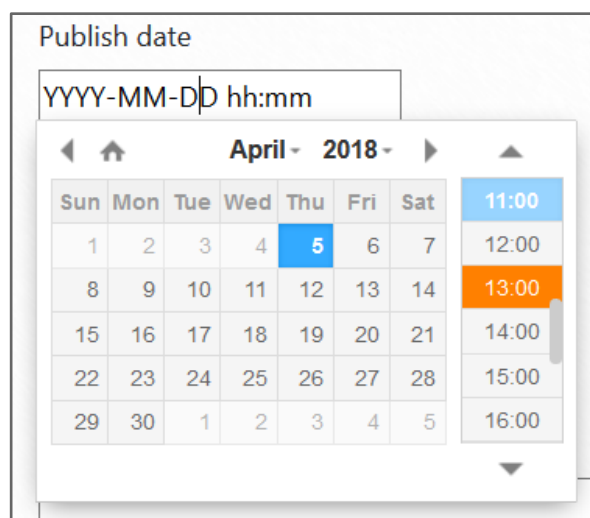 Publish date
YYYY-MM-DD hh:mm
April 2018
Sun Mon Tue Wed Thu Fri Sat
1 2 3 4 5 6 7
8 9 10 11 12 13 14
15 16 17 18 19 20 21
22 23 24 25 26 27 28
29 30 1 2 3 4 5
11:00
12:00
13:00
14:00
15:00
16:00